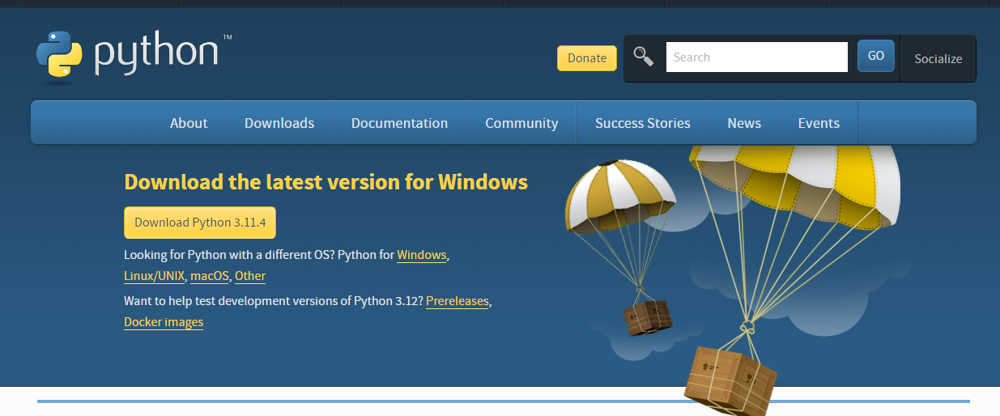 python™
Donate
Search
GO
Socialize
About
Downloads
Documentation
Community
Success Stories
News
Events
Download the latest version for Windows
Download Python 3.11.4
Looking for Python with a different OS? Python for Windows,
Linux/UNIX, macOS, Other
Want to help test development versions of Python 3.12? Prereleases,
Docker images